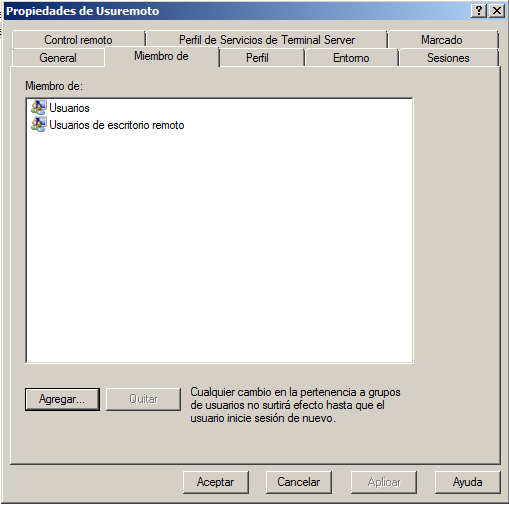 Propiedades de Usuremoto
Control remoto
Perfil de Servicios de Terminal Server
Marcado
General
Miembro de
Perfil
Entorno
Sesiones
Miembro de:
Usuarios
Usuarios de escritorio remoto
Agregar...
Quitar
Cualquier cambio en la pertenencia a grupos
de usuarios no surtirá efecto hasta que el
usuario inicie sesión de nuevo.
Aceptar
Cancelar
Aplicar
Ayuda